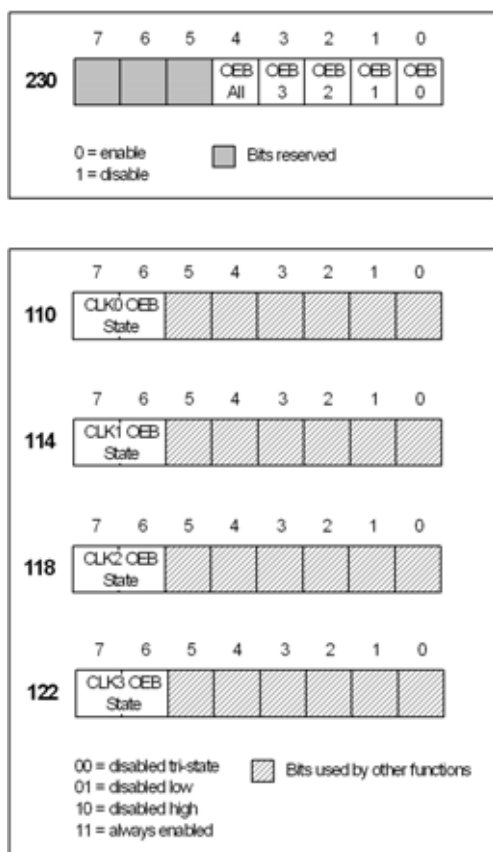 7 6 5 4 3 2 1 0
230 OEB All OEB 3 OEB 2 OEB 1 OEB 0
0 = enable
1 = disable
Bits reserved
7 6 5 4 3 2 1 0
110 CLK0 OEB State
7 6 5 4 3 2 1 0
114 CLK1 OEB State
7 6 5 4 3 2 1 0
118 CLK2 OEB State
7 6 5 4 3 2 1 0
122 CLK3 OEB State
00 = disabled tri-state
01 = disabled low
10 = disabled high
11 = always enabled
Bits used by other functions